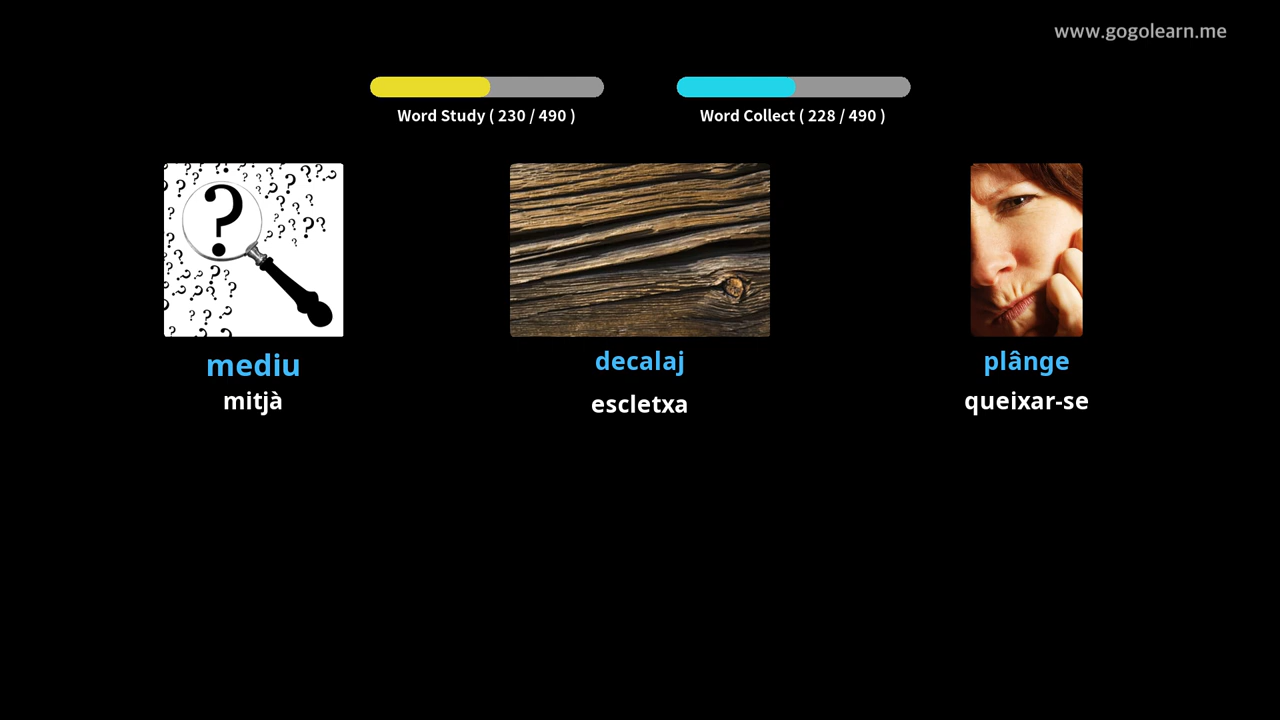 www.gogolearn.me
Word Study ( 230 / 490 )
Word Collect ( 228 / 490 )
mediu
mitjà
decalaj
escletxa
plânge
queixar-se